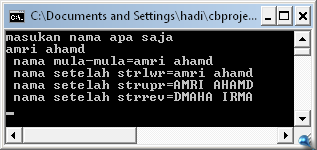 C:\Documents and Settings\hadi\cbproje...
masukan nama apa saja
amri ahamd
nama mula-mula=amri ahamd
nama setelah strlwr=amri ahamd
nama setelah strupr=AMRI AHAMD
nama setelah strrev=DMAHA IRMA